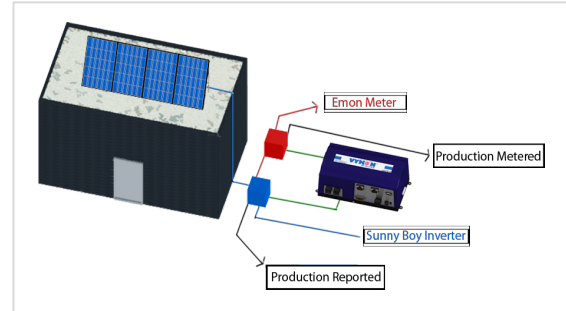 Emon Meter
Production Metered
Sunny Boy Inverter
Production Reported